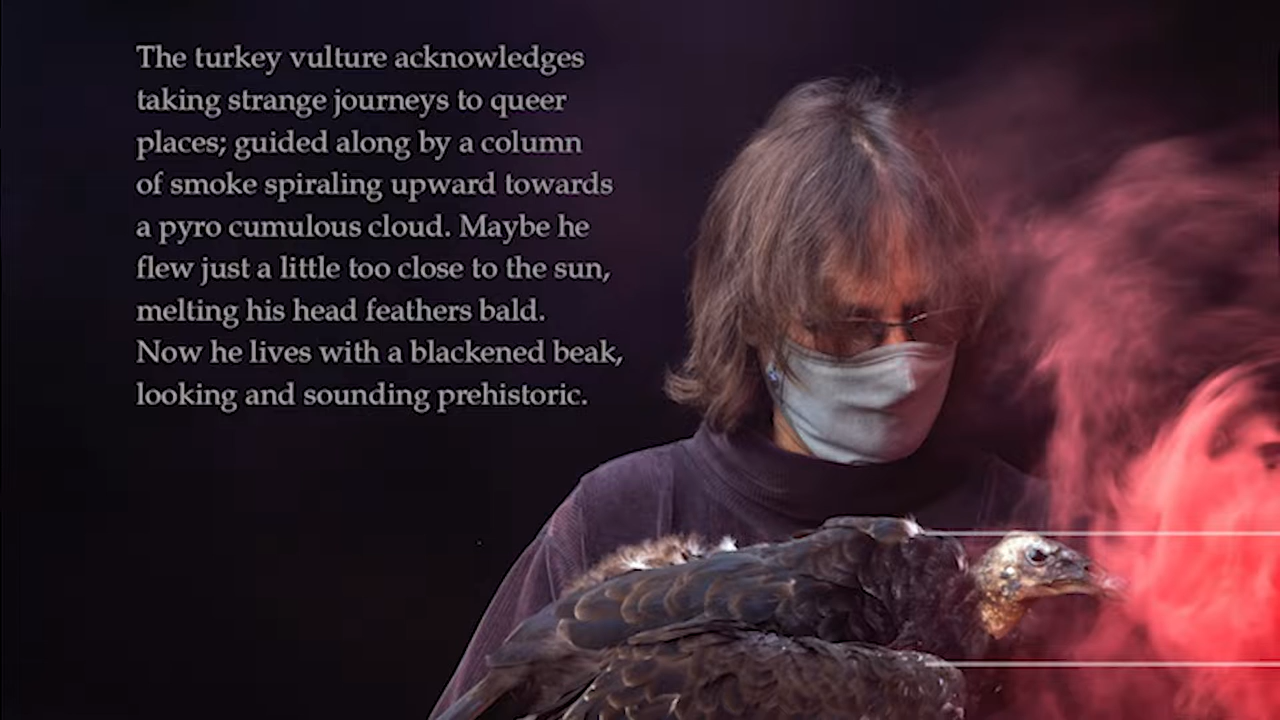 The turkey vulture acknowledges
taking strange journeys to queer
places; guided along by a column
of smoke spiraling upward towards
a pyro cumulous cloud. Maybe he
flew just a little too close to the sun,
melting his head feathers bald.
Now he lives with a blackened beak,
looking and sounding prehistoric.